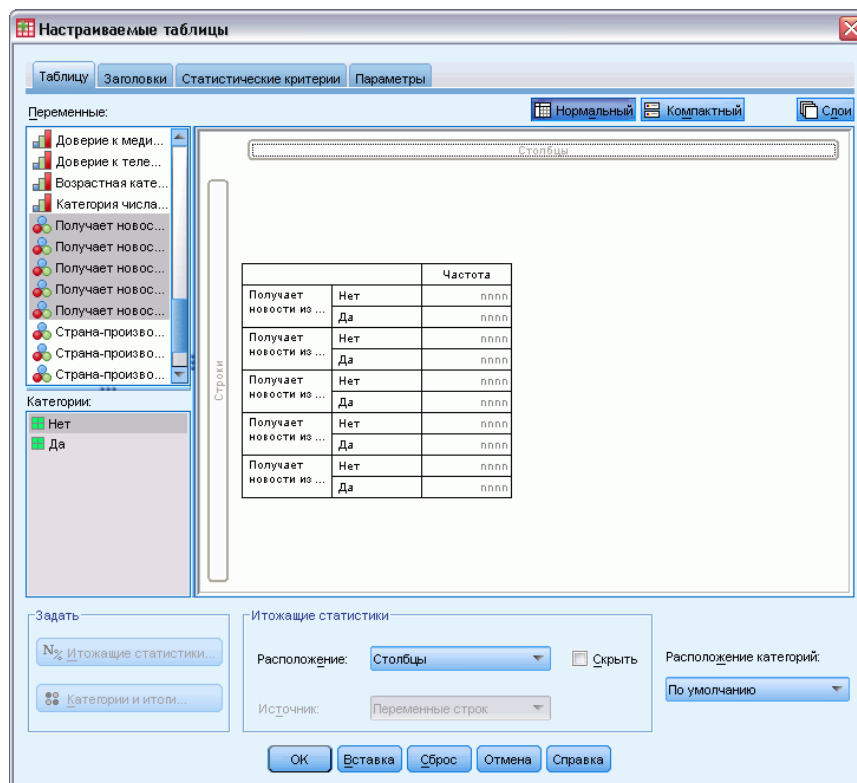 Настраиваемые таблицы
Таблицу Заголовки Статистические критерии Параметры
Переменные:
Нормальный Компактный Слои
Доверие к меди...
Доверие к теле...
Возрастная кате...
Категория числа...
Получает новос...
Получает новос...
Получает новос...
Получает новос...
Получает новос...
Страна-произво...
Страна-произво...
Страна-произво...
Категории:
Нет
Да
Столбцы
Строки
Частота
Получает новости из ... Нет nnnn
Да nnnn
Получает новости из ... Нет nnnn
Да nnnn
Получает новости из ... Нет nnnn
Да nnnn
Получает новости из ... Нет nnnn
Да nnnn
Получает новости из ... Нет nnnn
Да nnnn
Задать
N% Итожащие статистики...
Категории и итоги...
Итожащие статистики
Расположение: Столбцы Скрыть
Источник: Переменные строк
Расположение категорий:
По умолчанию
ОК Вставка Сброс Отмена Справка